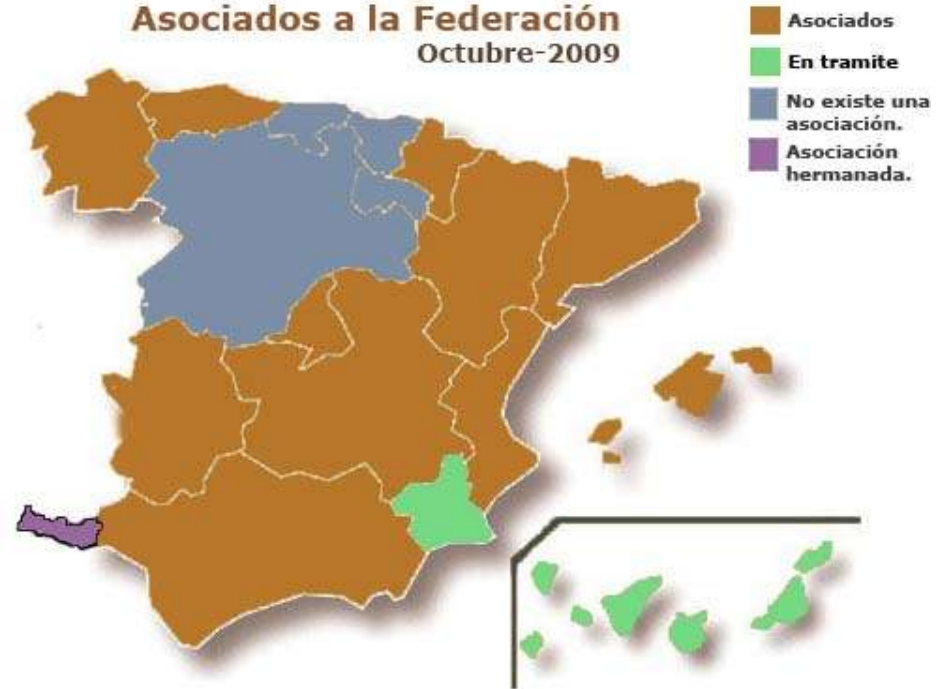 Asociados a la Federación
Octubre-2009
Asociados
En tramite
No existe una
asociación.
Asociación
hermanada.